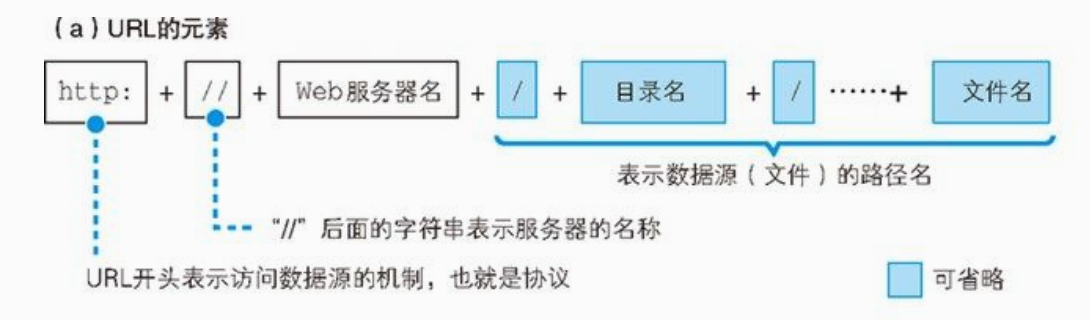 (a)URL的元素
http: + // + Web服务器名 + / + 目录名 + / ……+ 文件名
表示数据源(文件)的路径名
“//”后面的字符串表示服务器的名称
URL开头表示访问数据源的机制，也就是协议
可省略